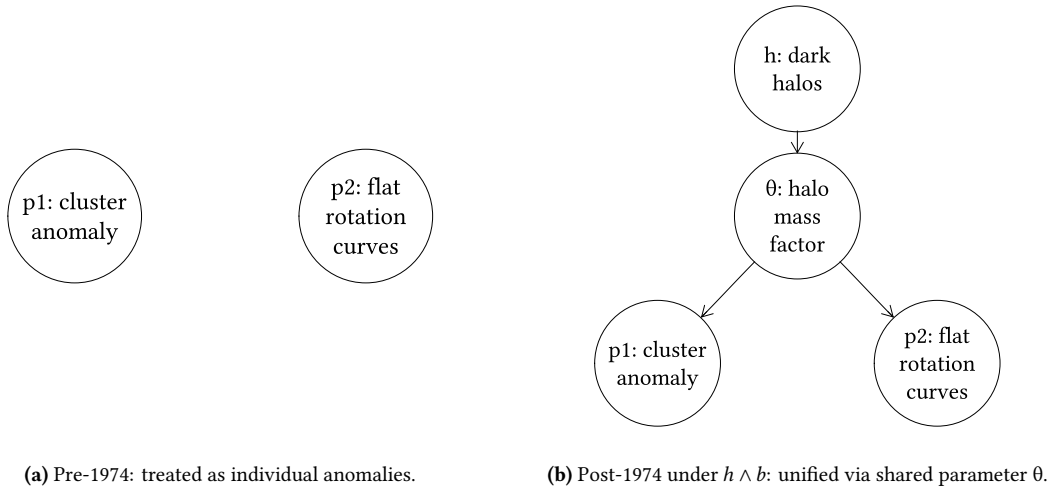 p1: cluster
anomaly
p2: flat
rotation
curves
(a) Pre-1974: treated as individual anomalies.
h: dark
halos
θ: halo
mass
factor
p1: cluster
anomaly
p2: flat
rotation
curves
(b) Post-1974 under h ∧ b: unified via shared parameter θ.